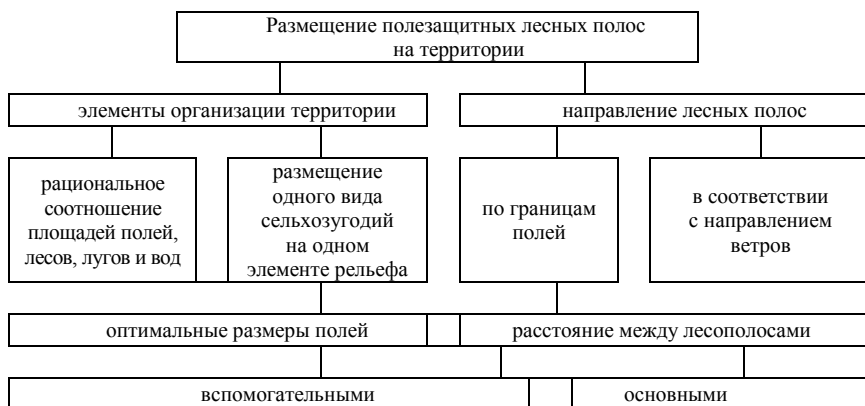 Размещение полезащитных лесных полос
на территории
элементы организации территории
направление лесных полос
рациональное
соотношение
площадей полей,
лесов, лугов и вод
размещение
одного вида
сельхозугодий
на одном
элементе рельефа
по границам
полей
в соответствии
с направлением
ветров
оптимальные размеры полей
расстояние между лесополосами
вспомогательными
основными